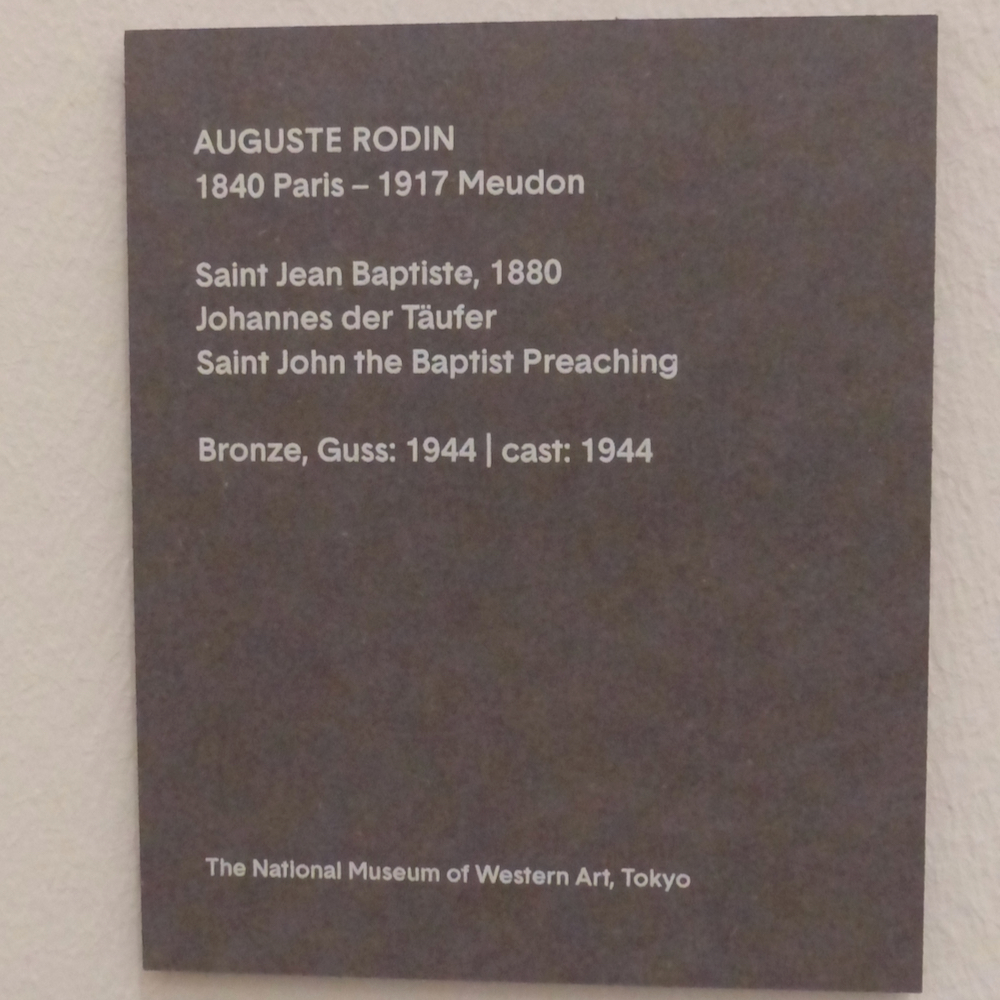 AUGUSTE RODIN
1840 Paris – 1917 Meudon
Saint Jean Baptiste, 1880
Johannes der Täufer
Saint John the Baptist Preaching
Bronze, Guss: 1944 | cast: 1944
The National Museum of Western Art, Tokyo